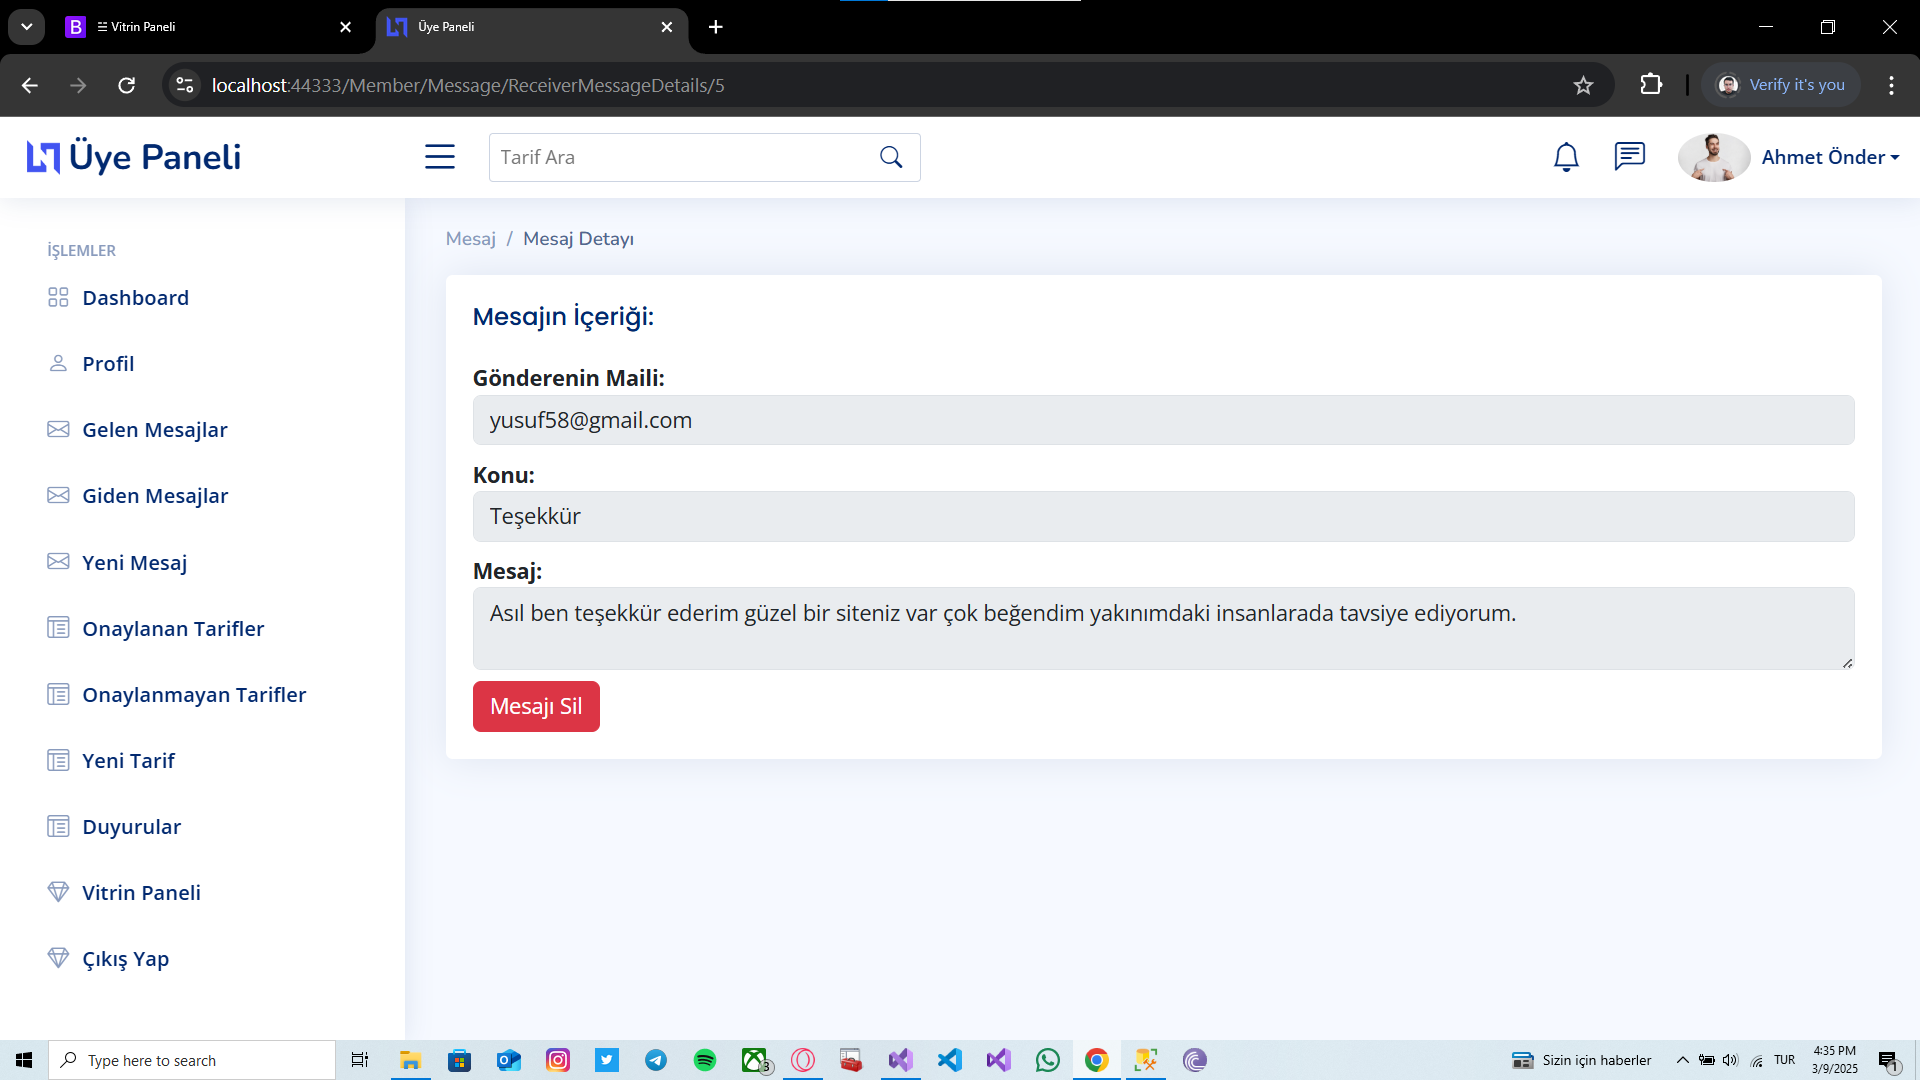 ☰ Vitrin Paneli
Üye Paneli
localhost:44333/Member/Message/ReceiverMessageDetails/5
Verify it's you
Üye Paneli
Tarif Ara
Ahmet Önder
İŞLEMLER
Dashboard
Profil
Gelen Mesajlar
Giden Mesajlar
Yeni Mesaj
Onaylanan Tarifler
Onaylanmayan Tarifler
Yeni Tarif
Duyurular
Vitrin Paneli
Çıkış Yap
Mesaj / Mesaj Detayı
Mesajın İçeriği:
Gönderenin Maili:
yusuf58@gmail.com
Konu:
Teşekkür
Mesaj:
Asıl ben teşekkür ederim güzel bir siteniz var çok beğendim yakınımdaki insanlarada tavsiye ediyorum.
Mesajı Sil
Type here to search
3
Sizin için haberler
TUR
4:35 PM
3/9/2025
1